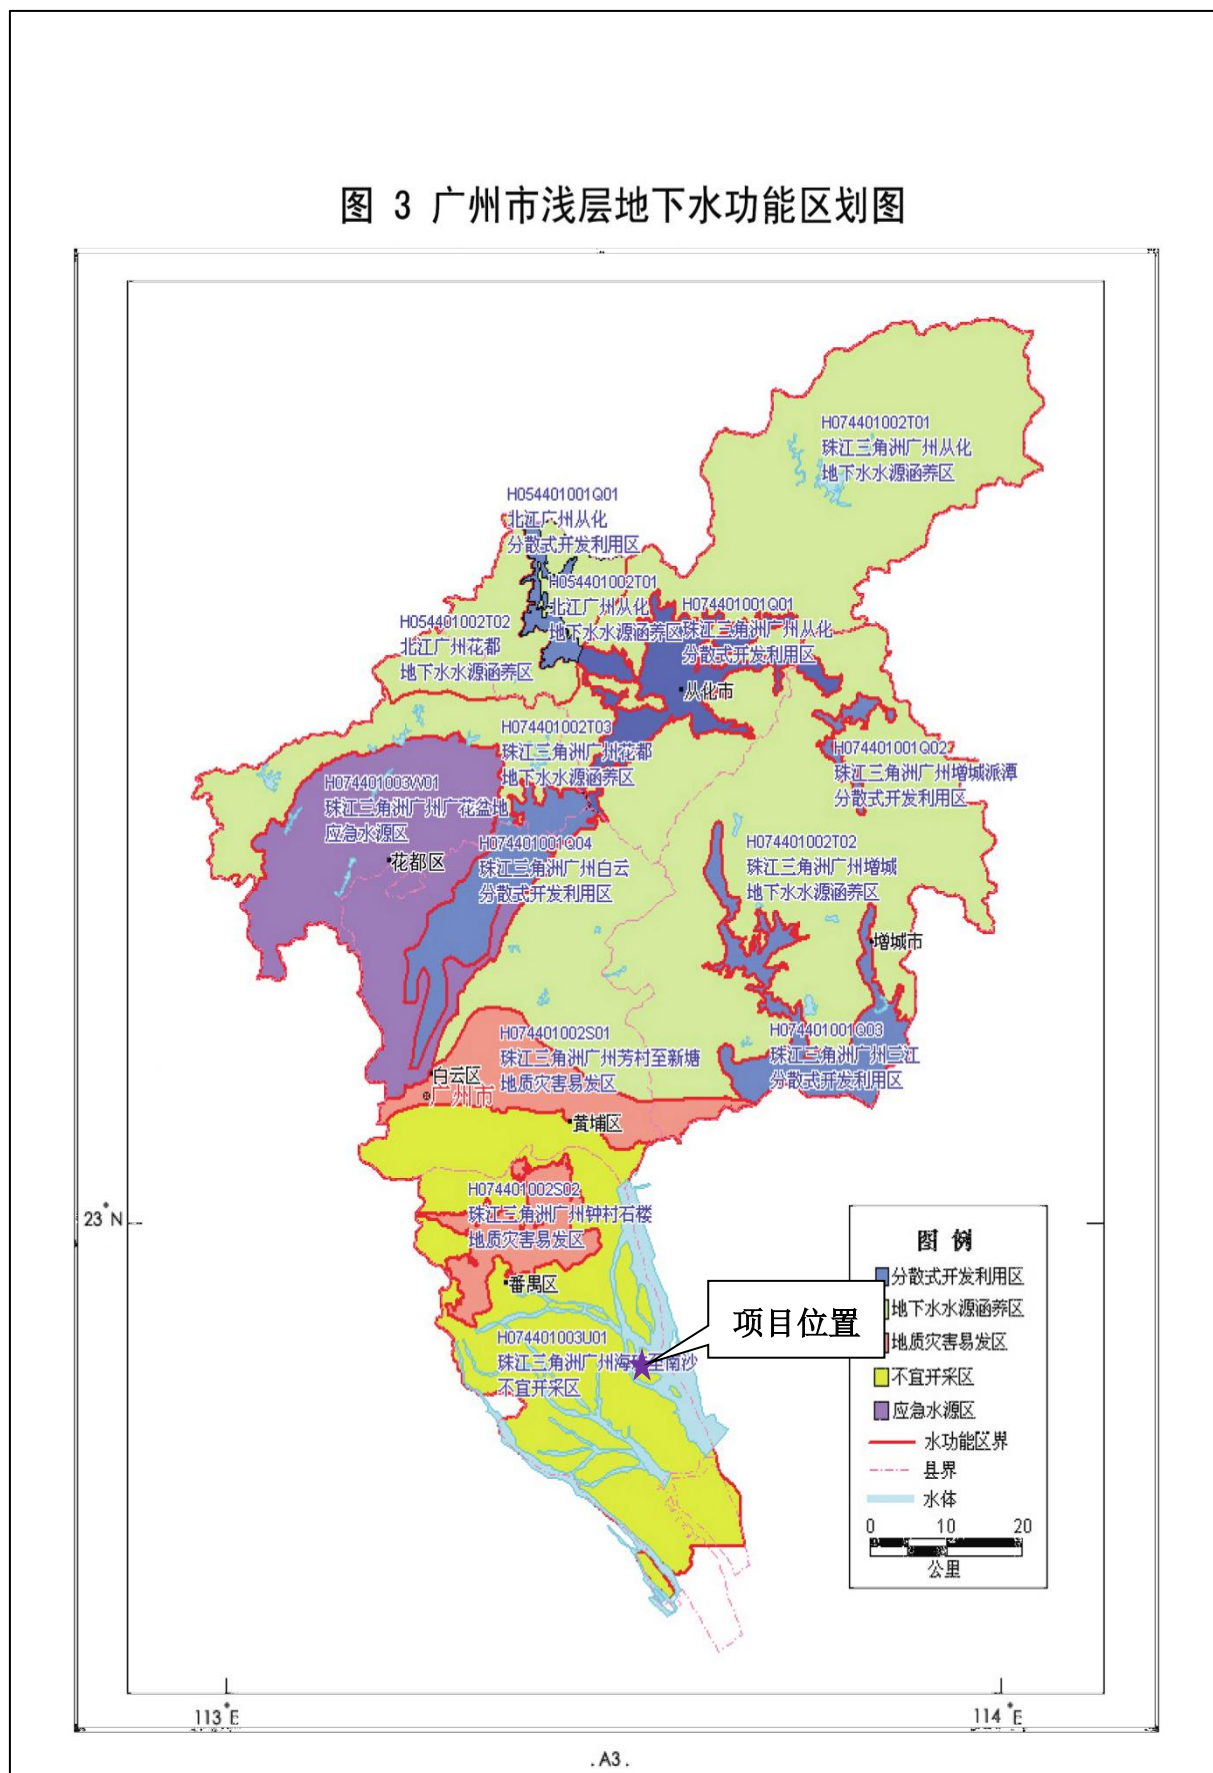 图 3 广州市浅层地下水功能区划图
H074401002T01
珠江三角洲广州从化
地下水水源涵养区
H054401001Q01
北江广州从化
分散式开发利用区
H054401002T01
北江广州从化
地下水水源涵养区
H074401001Q01
珠江三角洲广州从化
分散式开发利用区
H054401002T02
北江广州花都
地下水水源涵养区
从化市
H074401002T03
珠江三角洲广州花都
地下水水源涵养区
H074401001Q02
珠江三角洲广州增城派潭
分散式开发利用区
H074401003W01
珠江三角洲广州广花盆地
应急水源区
花都区
H074401001Q04
珠江三角洲广州白云
分散式开发利用区
H074401002T02
珠江三角洲广州增城
地下水水源涵养区
增城市
H074401002S01
珠江三角洲广州芳村至新塘
地质灾害易发区
H074401001Q03
珠江三角洲广州三江
分散式开发利用区
白云区
广州市
黄埔区
H074401002S02
珠江三角洲广州钟村石楼
地质灾害易发区
23°N
番禺区
项目位置
H074401003U01
珠江三角洲广州海 至南沙
不宜开采区
图 例
分散式开发利用区
地下水水源涵养区
地质灾害易发区
不宜开采区
应急水源区
水功能区界
县界
水体
0 10 20
公里
113°E
114°E
.A3.